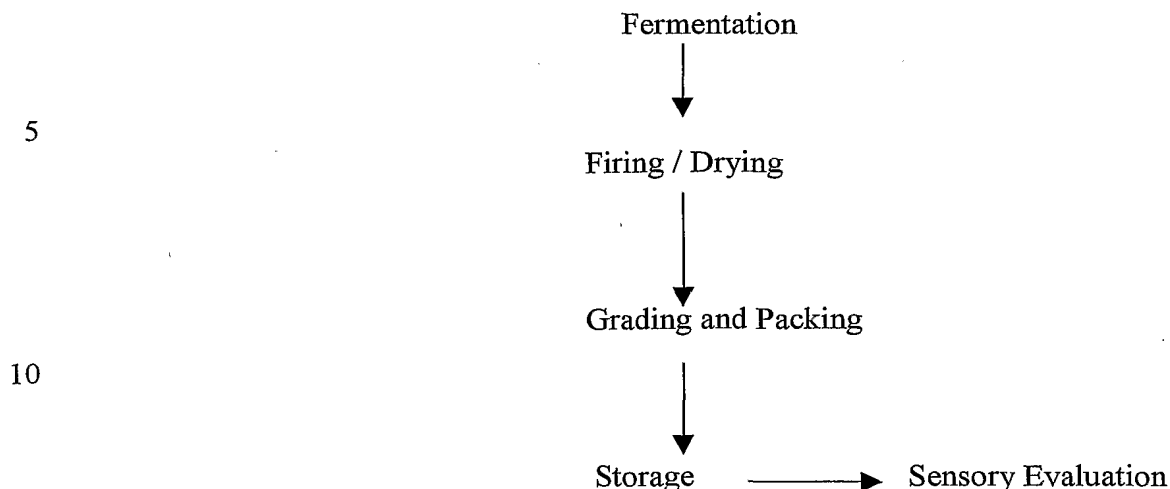 Fermentation
5
Firing / Drying
Grading and Packing
10
Storage Sensory Evaluation